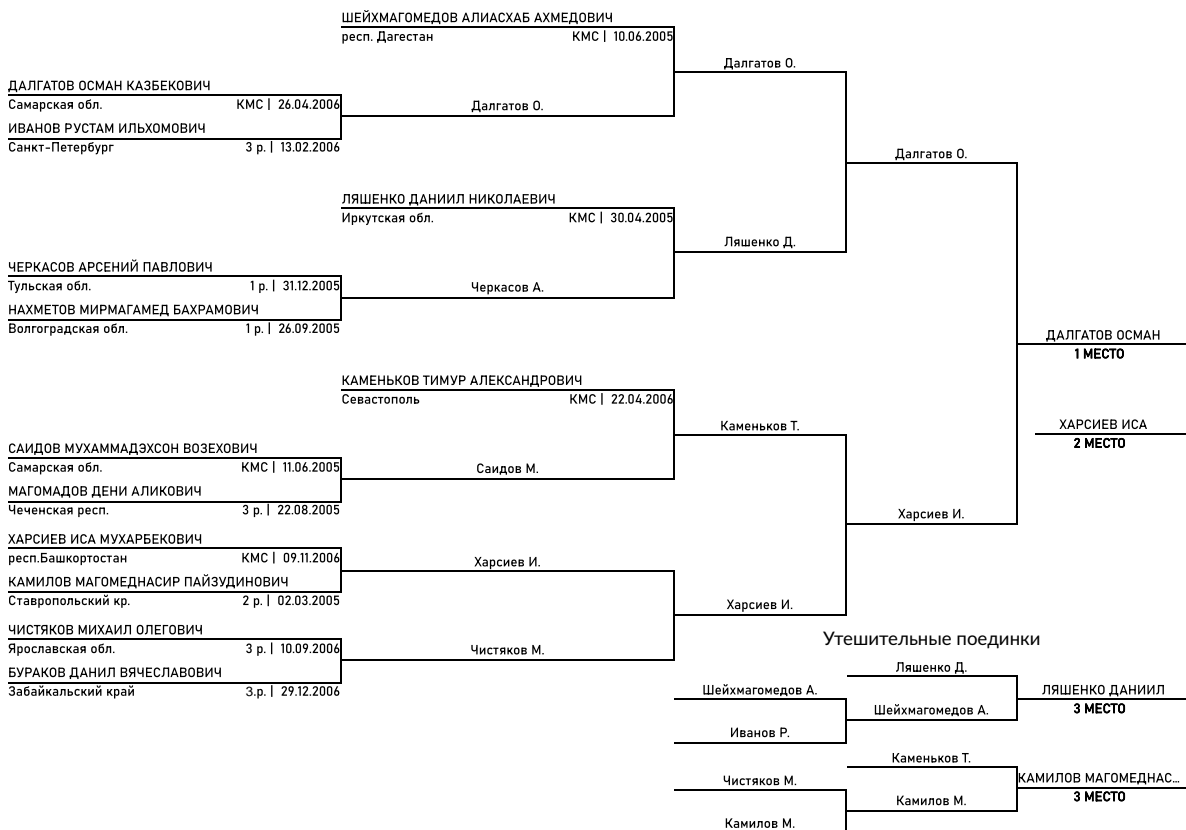 ШЕЙХМАГОМЕДОВ АЛИАСХАБ АХМЕДОВИЧ
респ. Дагестан КМС | 10.06.2005
Далгатов О.
ДАЛГАТОВ ОСМАН КАЗБЕКОВИЧ
Самарская обл. КМС | 26.04.2006
Далгатов О.
ИВАНОВ РУСТАМ ИЛЬХОМОВИЧ
Санкт-Петербург 3 р. | 13.02.2006
Далгатов О.
ЛЯШЕНКО ДАНИИЛ НИКОЛАЕВИЧ
Иркутская обл. КМС | 30.04.2005
Ляшенко Д.
ЧЕРКАСОВ АРСЕНИЙ ПАВЛОВИЧ
Тульская обл. 1 р. | 31.12.2005
Черкасов А.
НАХМЕТОВ МИРМАГАМЕД БАХРАМОВИЧ
Волгоградская обл. 1 р. | 26.09.2005
ДАЛГАТОВ ОСМАН
1 МЕСТО
КАМЕНЬКОВ ТИМУР АЛЕКСАНДРОВИЧ
Севастополь КМС | 22.04.2006
Каменьков Т.
ХАРСИЕВ ИСА
2 МЕСТО
САИДОВ МУХАММАДЭХСОН ВОЗЕХОВИЧ
Самарская обл. КМС | 11.06.2005
Саидов М.
МАГОМАДОВ ДЕНИ АЛИКОВИЧ
Чеченская респ. 3 р. | 22.08.2005
Харсиев И.
ХАРСИЕВ ИСА МУХАРБЕКОВИЧ
респ.Башкортостан КМС | 09.11.2006
Харсиев И.
КАМИЛОВ МАГОМЕДНАСИР ПАЙЗУДИНОВИЧ
Ставропольский кр. 2 р. | 02.03.2005
Харсиев И.
ЧИСТЯКОВ МИХАИЛ ОЛЕГОВИЧ
Ярославская обл. 3 р. | 10.09.2006
Чистяков М.
БУРАКОВ ДАНИЛ ВЯЧЕСЛАВОВИЧ
Забайкальский край 3.р. | 29.12.2006
Утешительные поединки
Ляшенко Д.
Шейхмагомедов А.
ЛЯШЕНКО ДАНИИЛ
3 МЕСТО
Шейхмагомедов А.
Иванов Р.
Каменьков Т.
Чистяков М.
КАМИЛОВ МАГОМЕДНАС...
3 МЕСТО
Камилов М.
Камилов М.